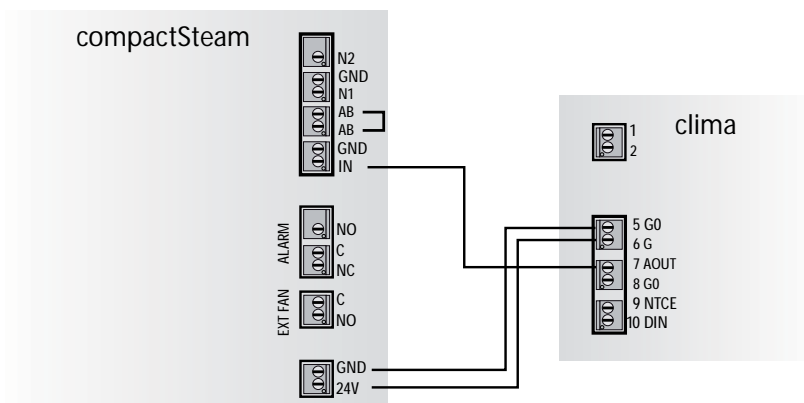 compactSteam
N2
GND
N1
AB
AB
GND
IN
ALARM
NO
C
NC
EXT FAN
C
NO
GND
24V
clima
1
2
5 G0
6 G
7 AOUT
8 G0
9 NTCE
10 DIN